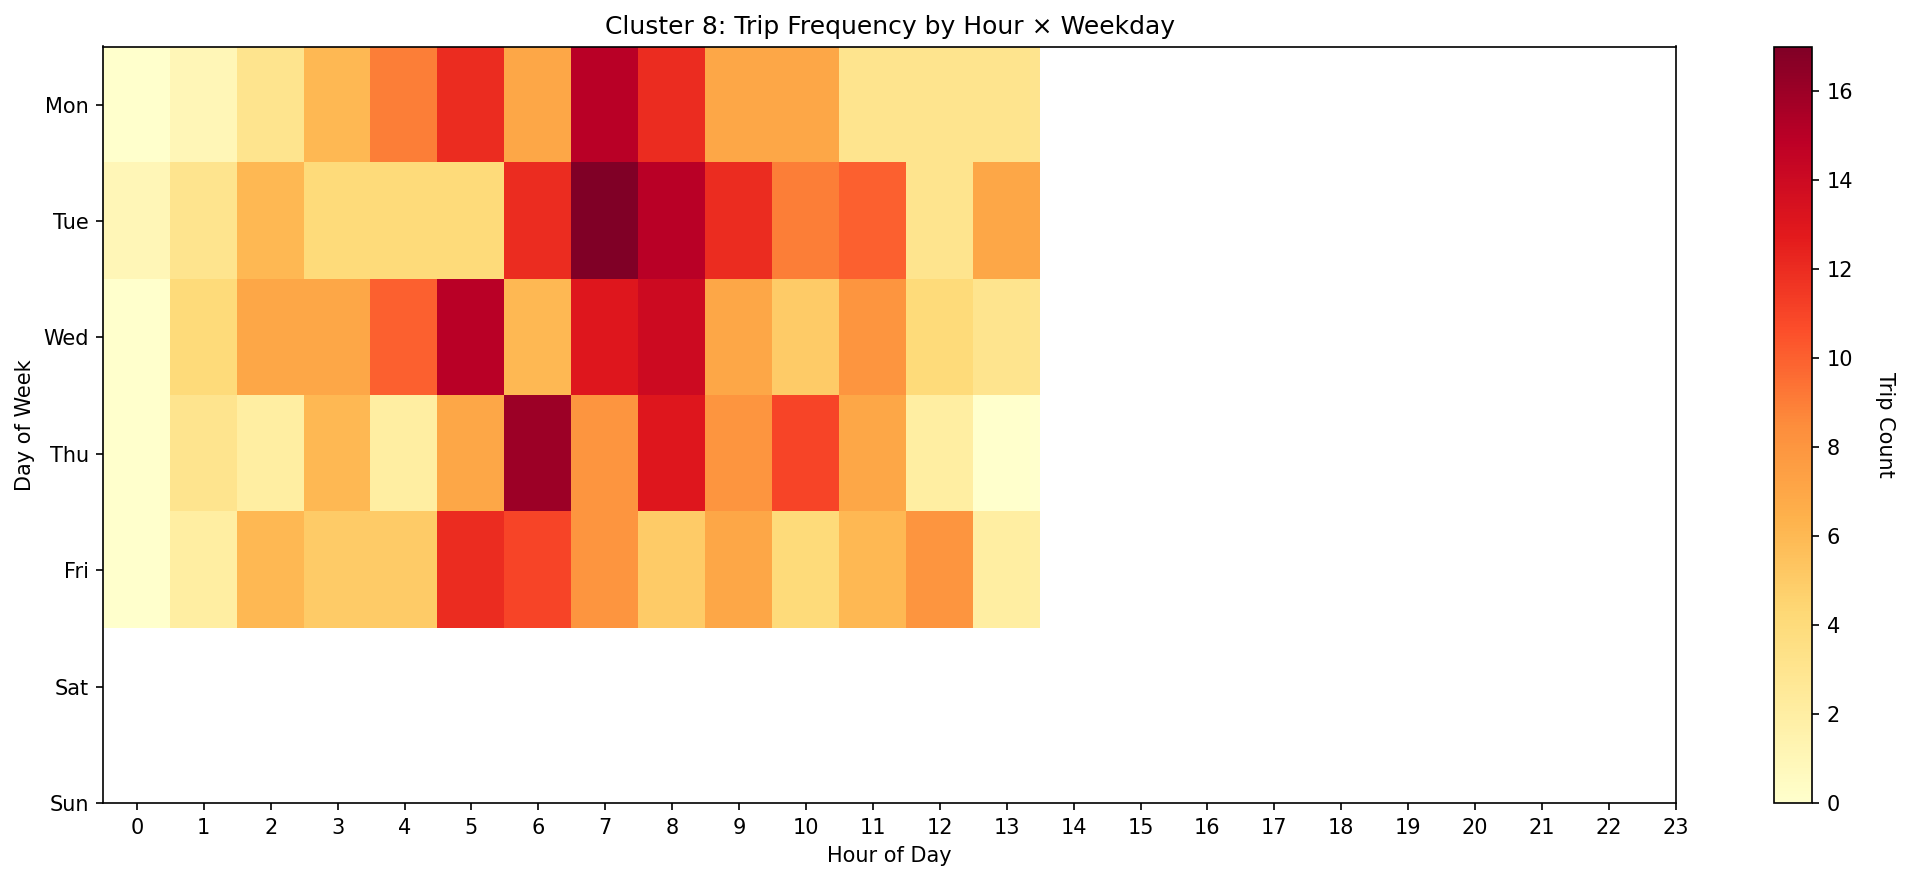 Cluster 8: Trip Frequency by Hour × Weekday
Day of Week
Mon
Tue
Wed
Thu
Fri
Sat
Sun
0 1 2 3 4 5 6 7 8 9 10 11 12 13 14 15 16 17 18 19 20 21 22 23
Hour of Day
16
14
12
10
8
6
4
2
0
Trip Count